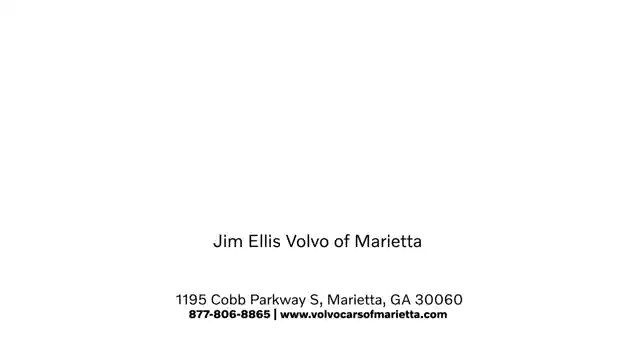 Jim Ellis Volvo of Marietta
1195 Cobb Parkway S, Marietta, GA 30060
877-806-8865 | www.volvocarsofmarietta.com